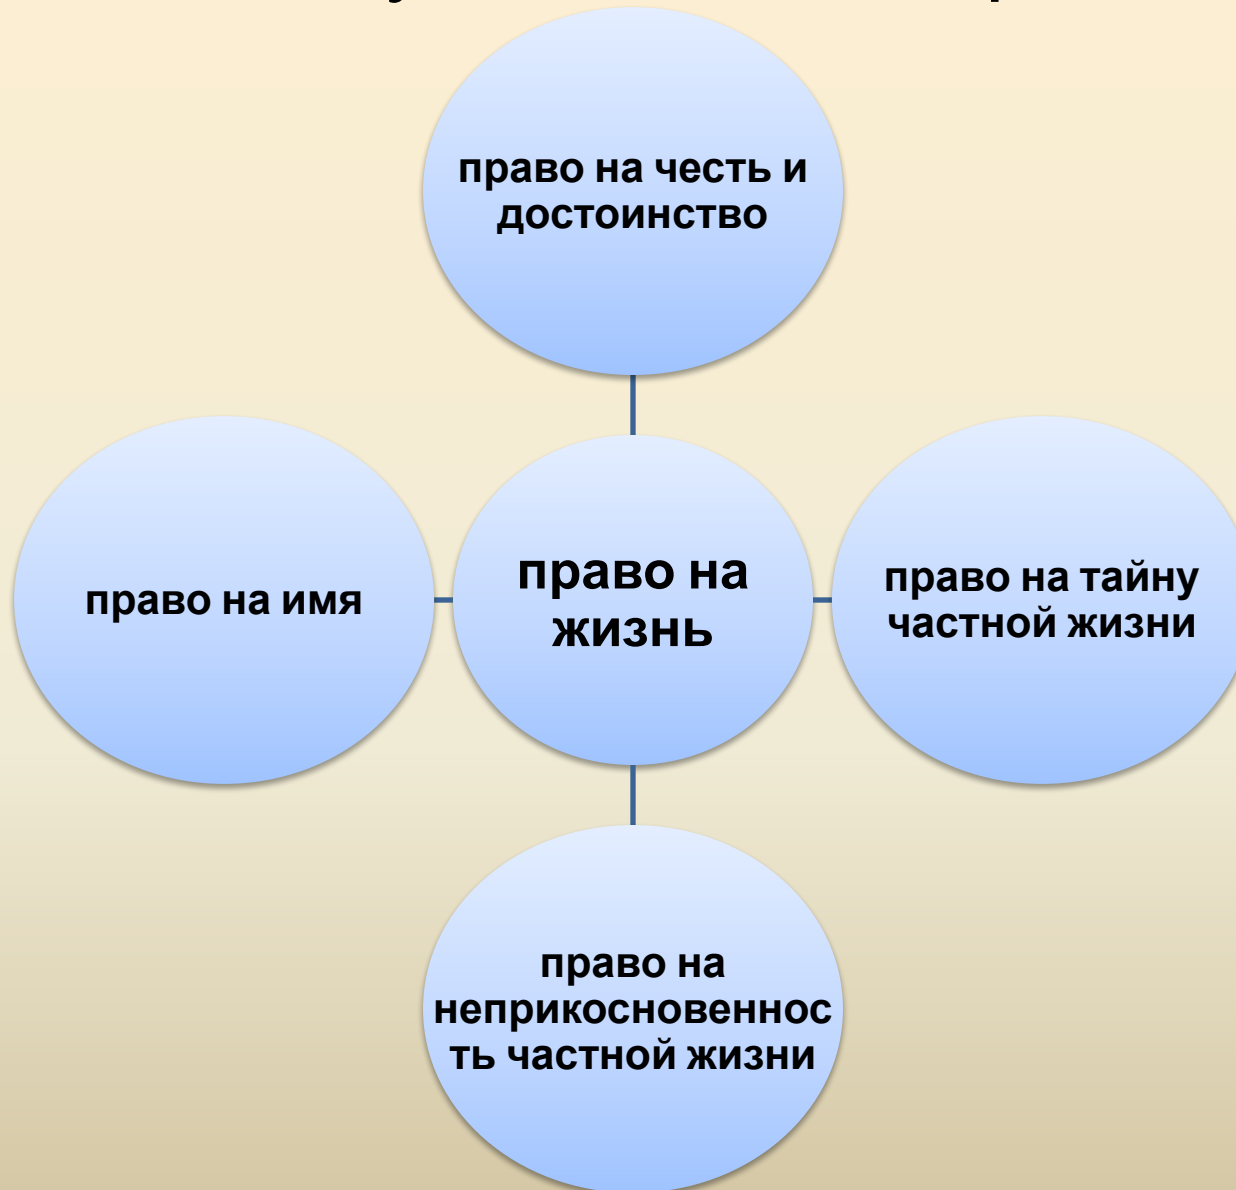 право на честь и
достоинство
право на имя
право на
жизнь
право на тайну
частной жизни
право на
неприкосновеннос
ть частной жизни